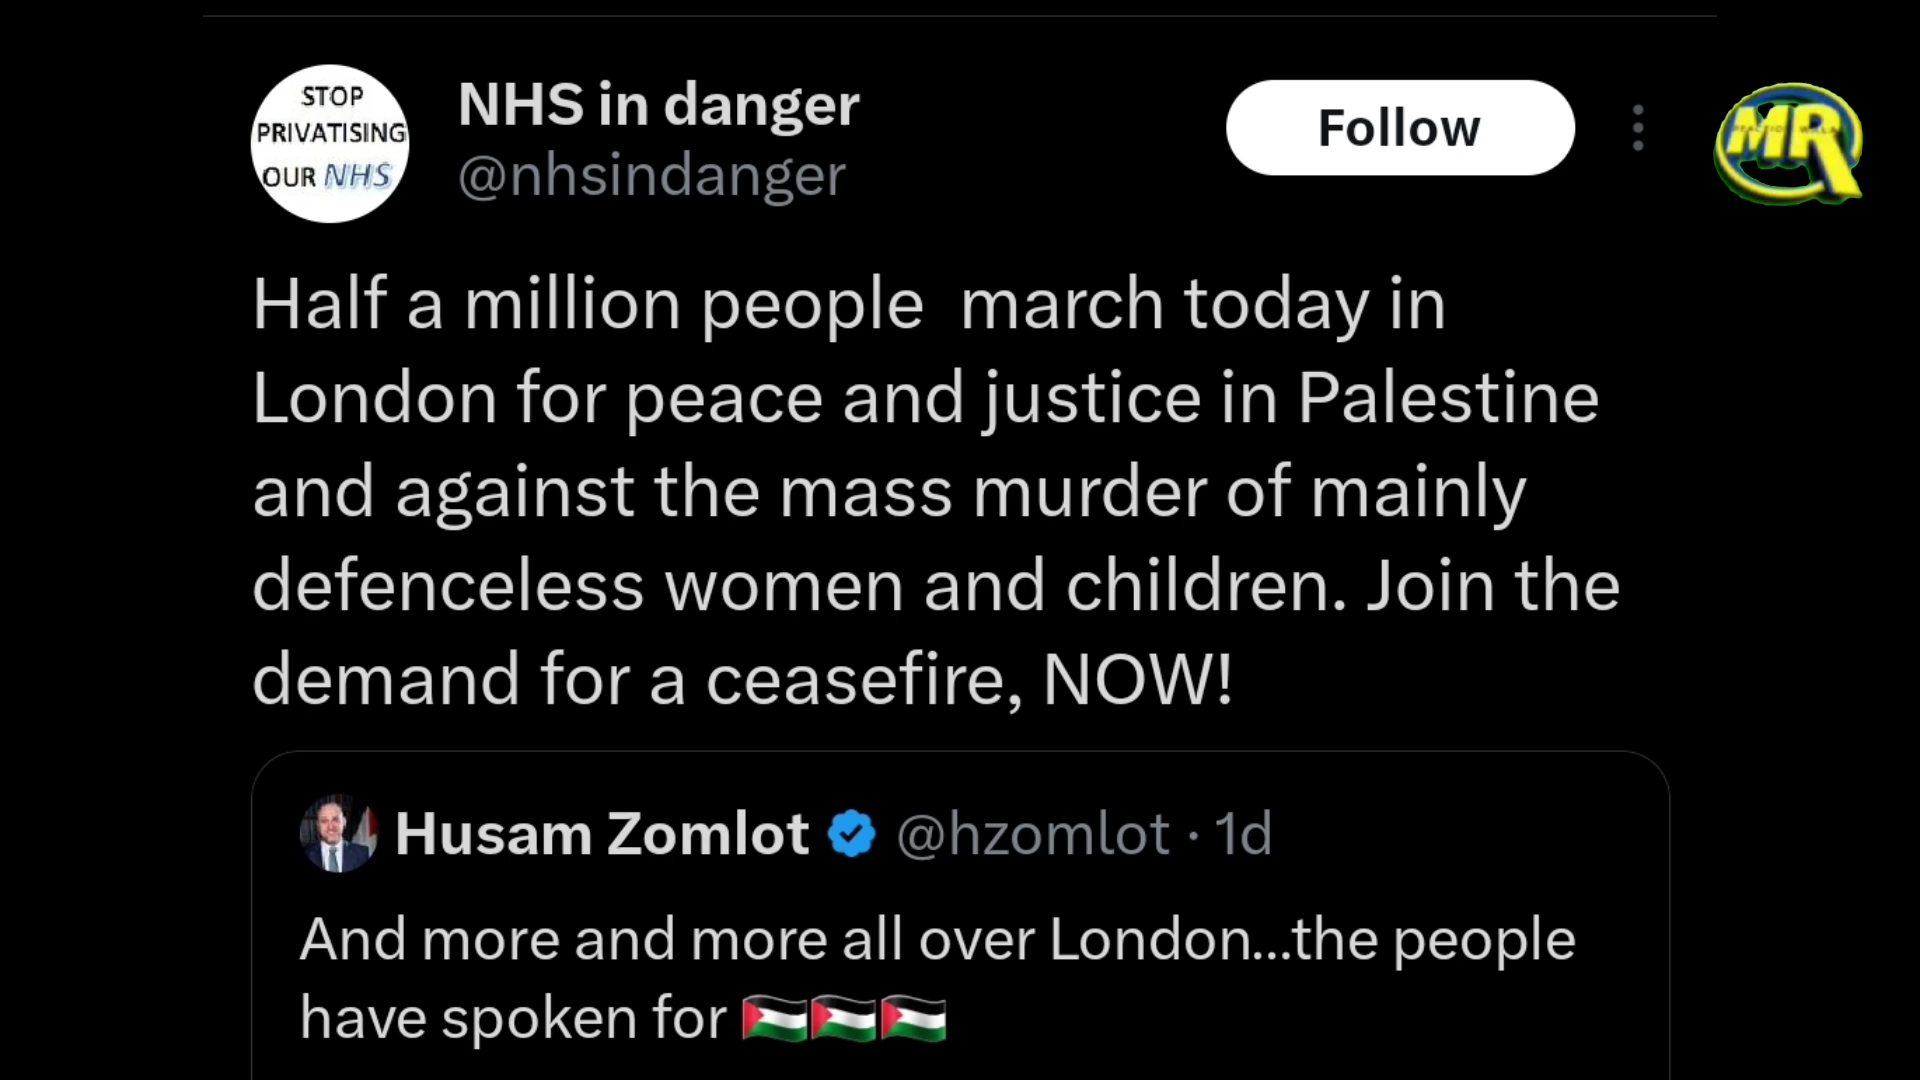 STOP
PRIVATISING
OUR NHS
NHS in danger
@nhsindanger
Follow
MR
Half a million people  march today in
London for peace and justice in Palestine
and against the mass murder of mainly
defenceless women and children. Join the
demand for a ceasefire, NOW!
Husam Zomlot @hzomlot · 1d
And more and more all over London...the people
have spoken for 🇵🇸🇵🇸🇵🇸